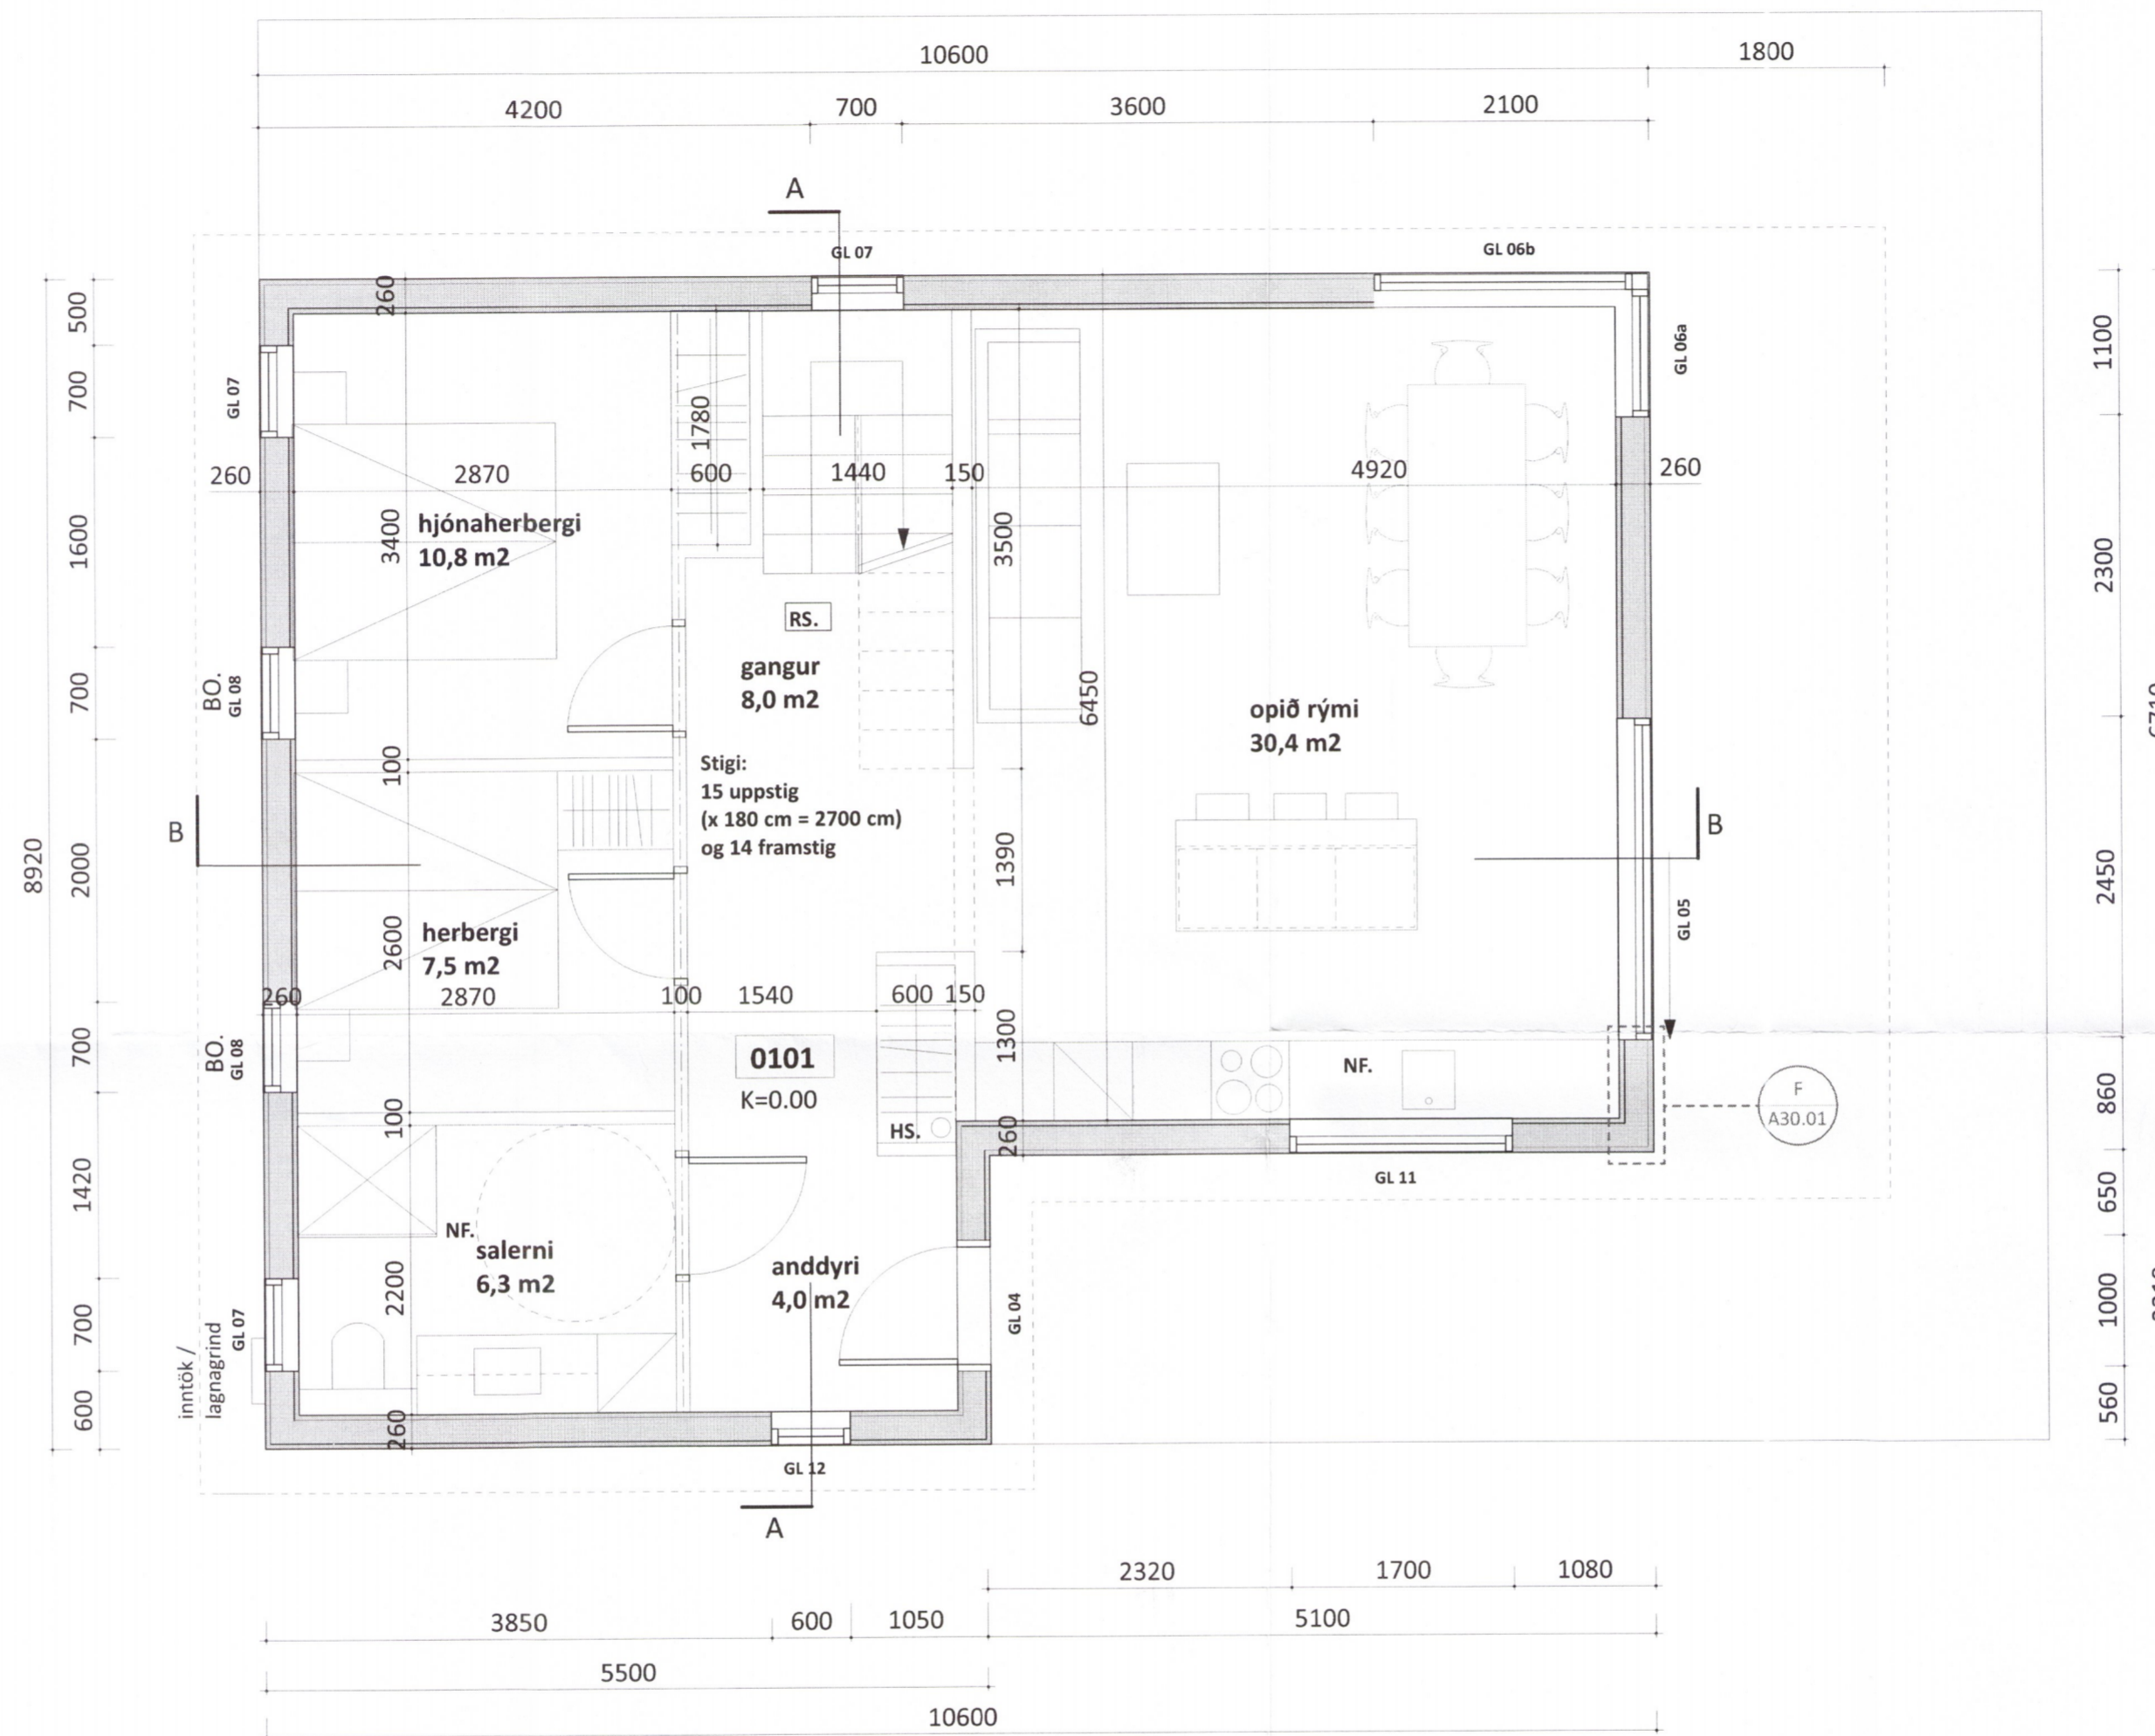 10600
1800
4200
700
3600
2100
A
GL 07
GL 06b
500
700
1600
700
2000
700
1420
700
600
8920
GL 07
BO.
GL 08
BO.
GL 08
GL 07
inntök /
lagnagrind
B
260
260
2870
600
1440
150
4920
260
1780
3400
hjónaherbergi
10,8 m2
3500
RS.
gangur
8,0 m2
6450
opið rými
30,4 m2
100
Stigi:
15 uppstig
(x 180 cm = 2700 cm)
og 14 framstig
1390
2600
herbergi
7,5 m2
260
2870
100
1540
600
150
0101
K=0.00
1300
NF.
HS.
260
100
NF.
salerni
6,3 m2
2200
anddyri
4,0 m2
260
GL 04
GL 11
GL 12
A
GL 06a
B
GL 05
F
A30.01
1100
2300
2450
860
650
1000
560
2320
1700
1080
3850
600
1050
5100
5500
10600